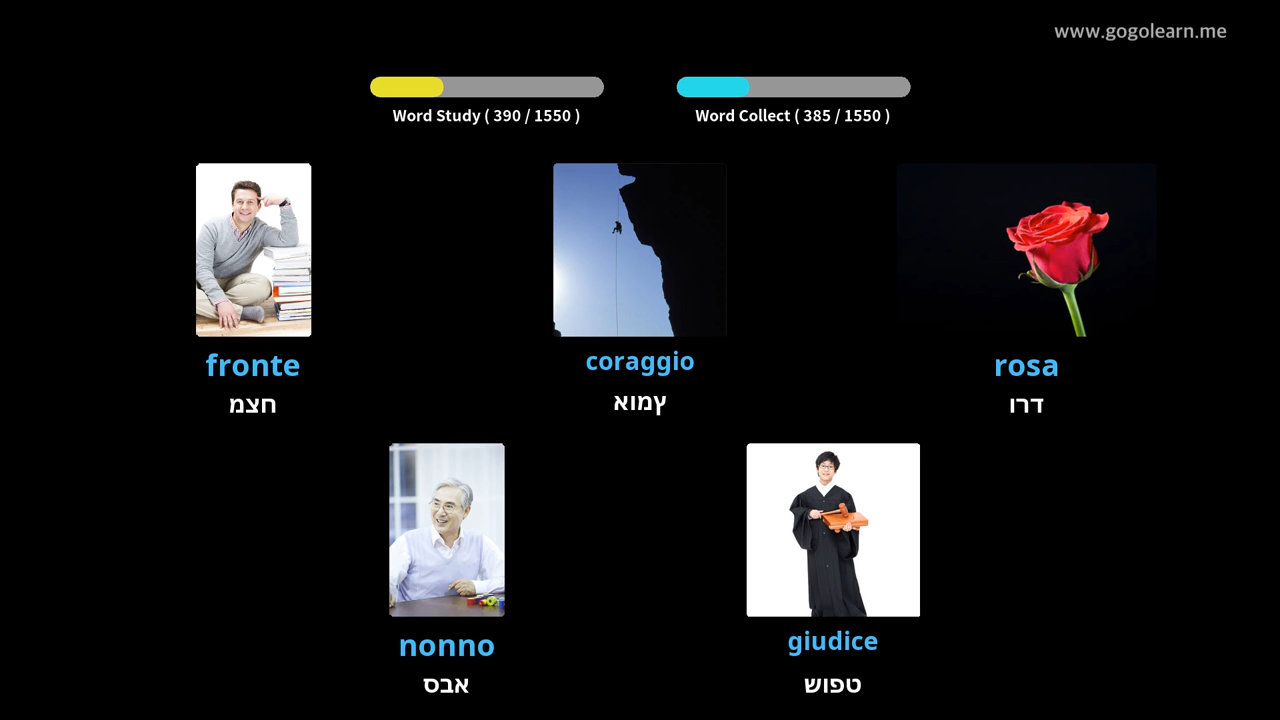 www.gogolearn.me
Word Study ( 390 / 1550 )
Word Collect ( 385 / 1550 )
fronte
חצמ
coraggio
ץמוא
rosa
דרו
nonno
אבס
giudice
טפוש